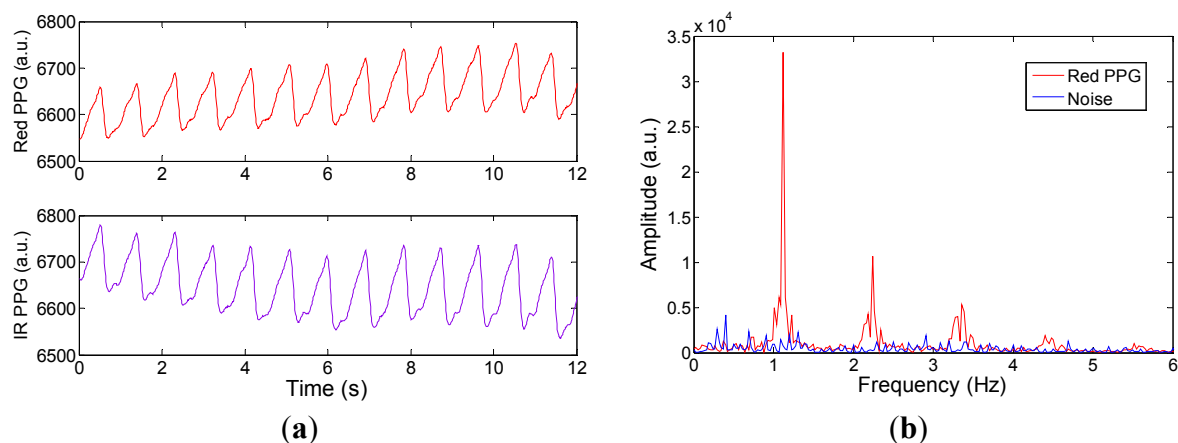 Red PPG (a.u.)
6800
6700
6600
6500
0 2 4 6 8 10 12
IR PPG (a.u.)
6800
6700
6600
6500
0 2 4 6 8 10 12
Time (s)
(a)
x 10⁴
Amplitude (a.u.)
3.5
3
2.5
2
1.5
1
0.5
0
0 1 2 3 4 5 6
Frequency (Hz)
Red PPG
Noise
(b)